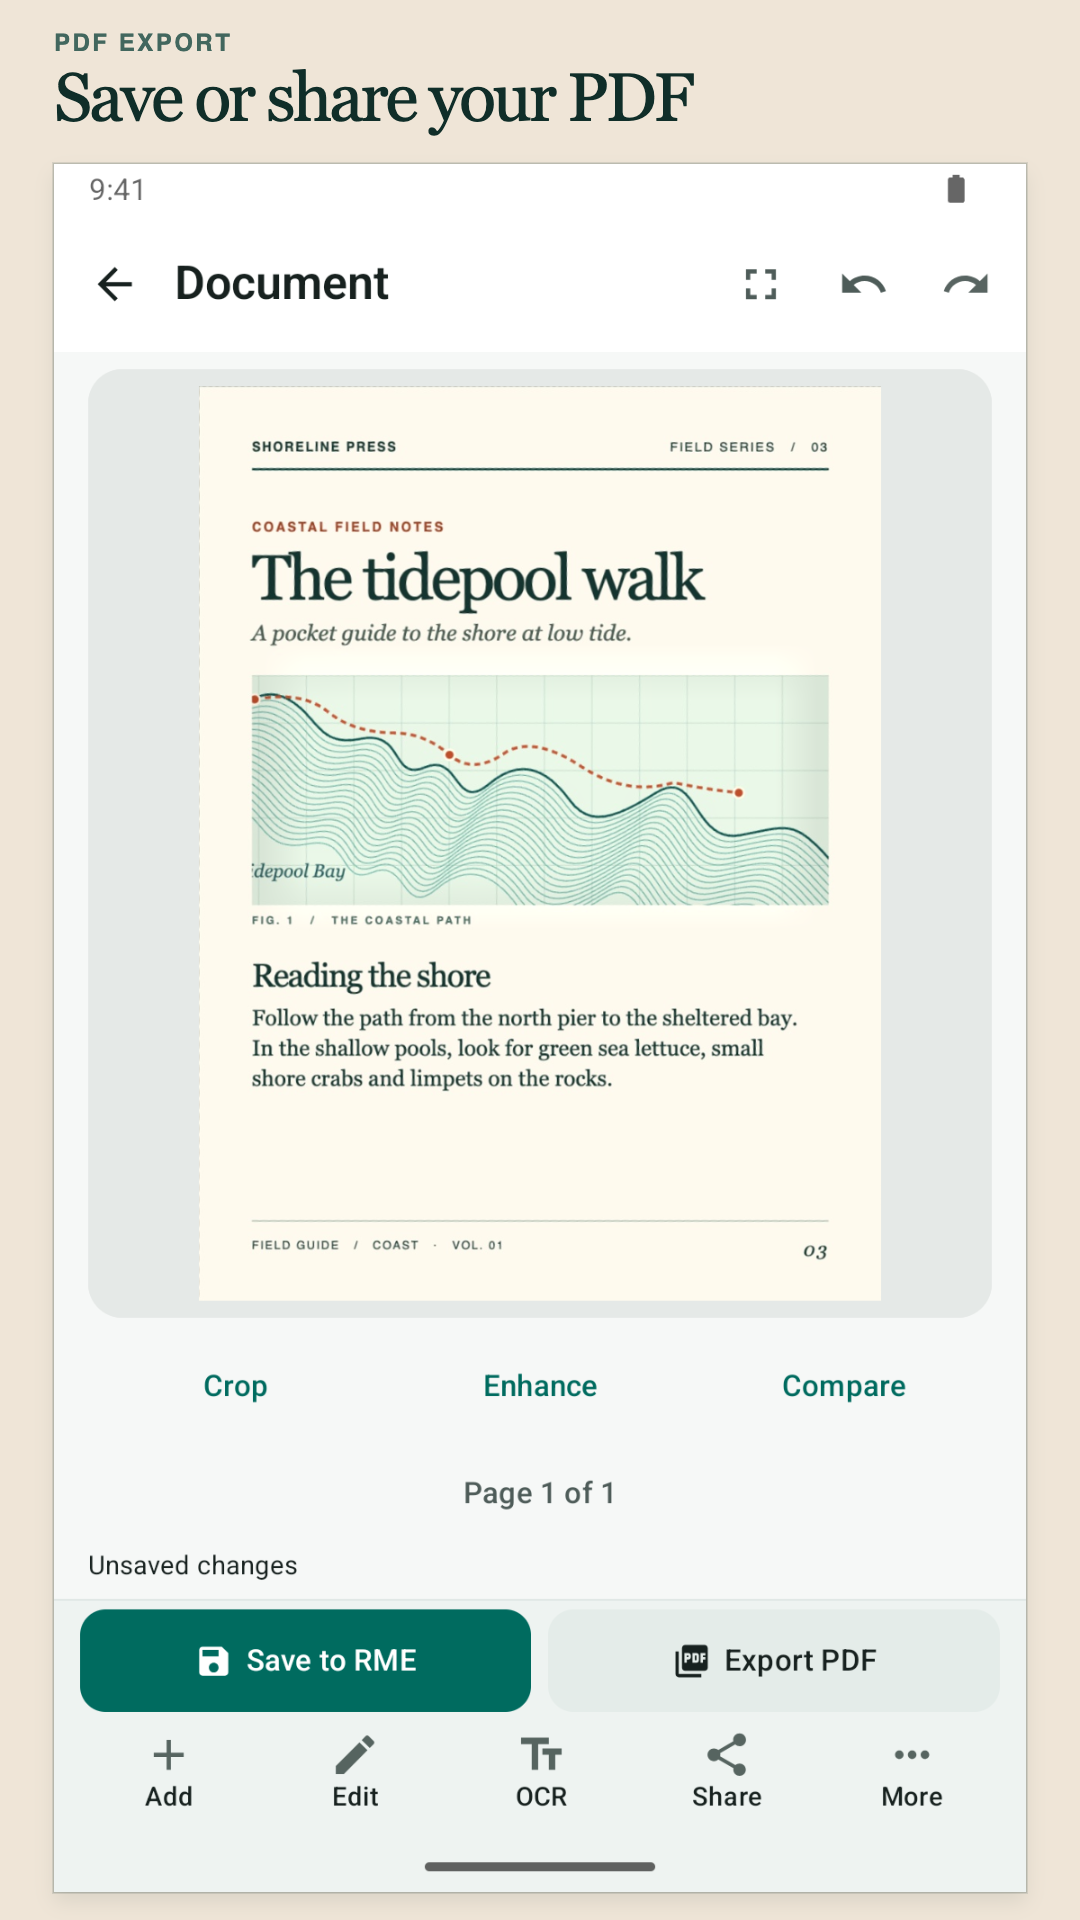 PDF EXPORT
Save or share your PDF
9:41
Document
SHORELINE PRESS
FIELD SERIES / 03
COASTAL FIELD NOTES
The tidepool walk
A pocket guide to the shore at low tide.
idepool Bay
FIG. 1 / THE COASTAL PATH
Reading the shore
Follow the path from the north pier to the sheltered bay.
In the shallow pools, look for green sea lettuce, small
shore crabs and limpets on the rocks.
FIELD GUIDE / COAST · VOL. 01
03
Crop
Enhance
Compare
Page 1 of 1
Unsaved changes
Save to RME
PDF
Export PDF
Add
Edit
OCR
Share
More